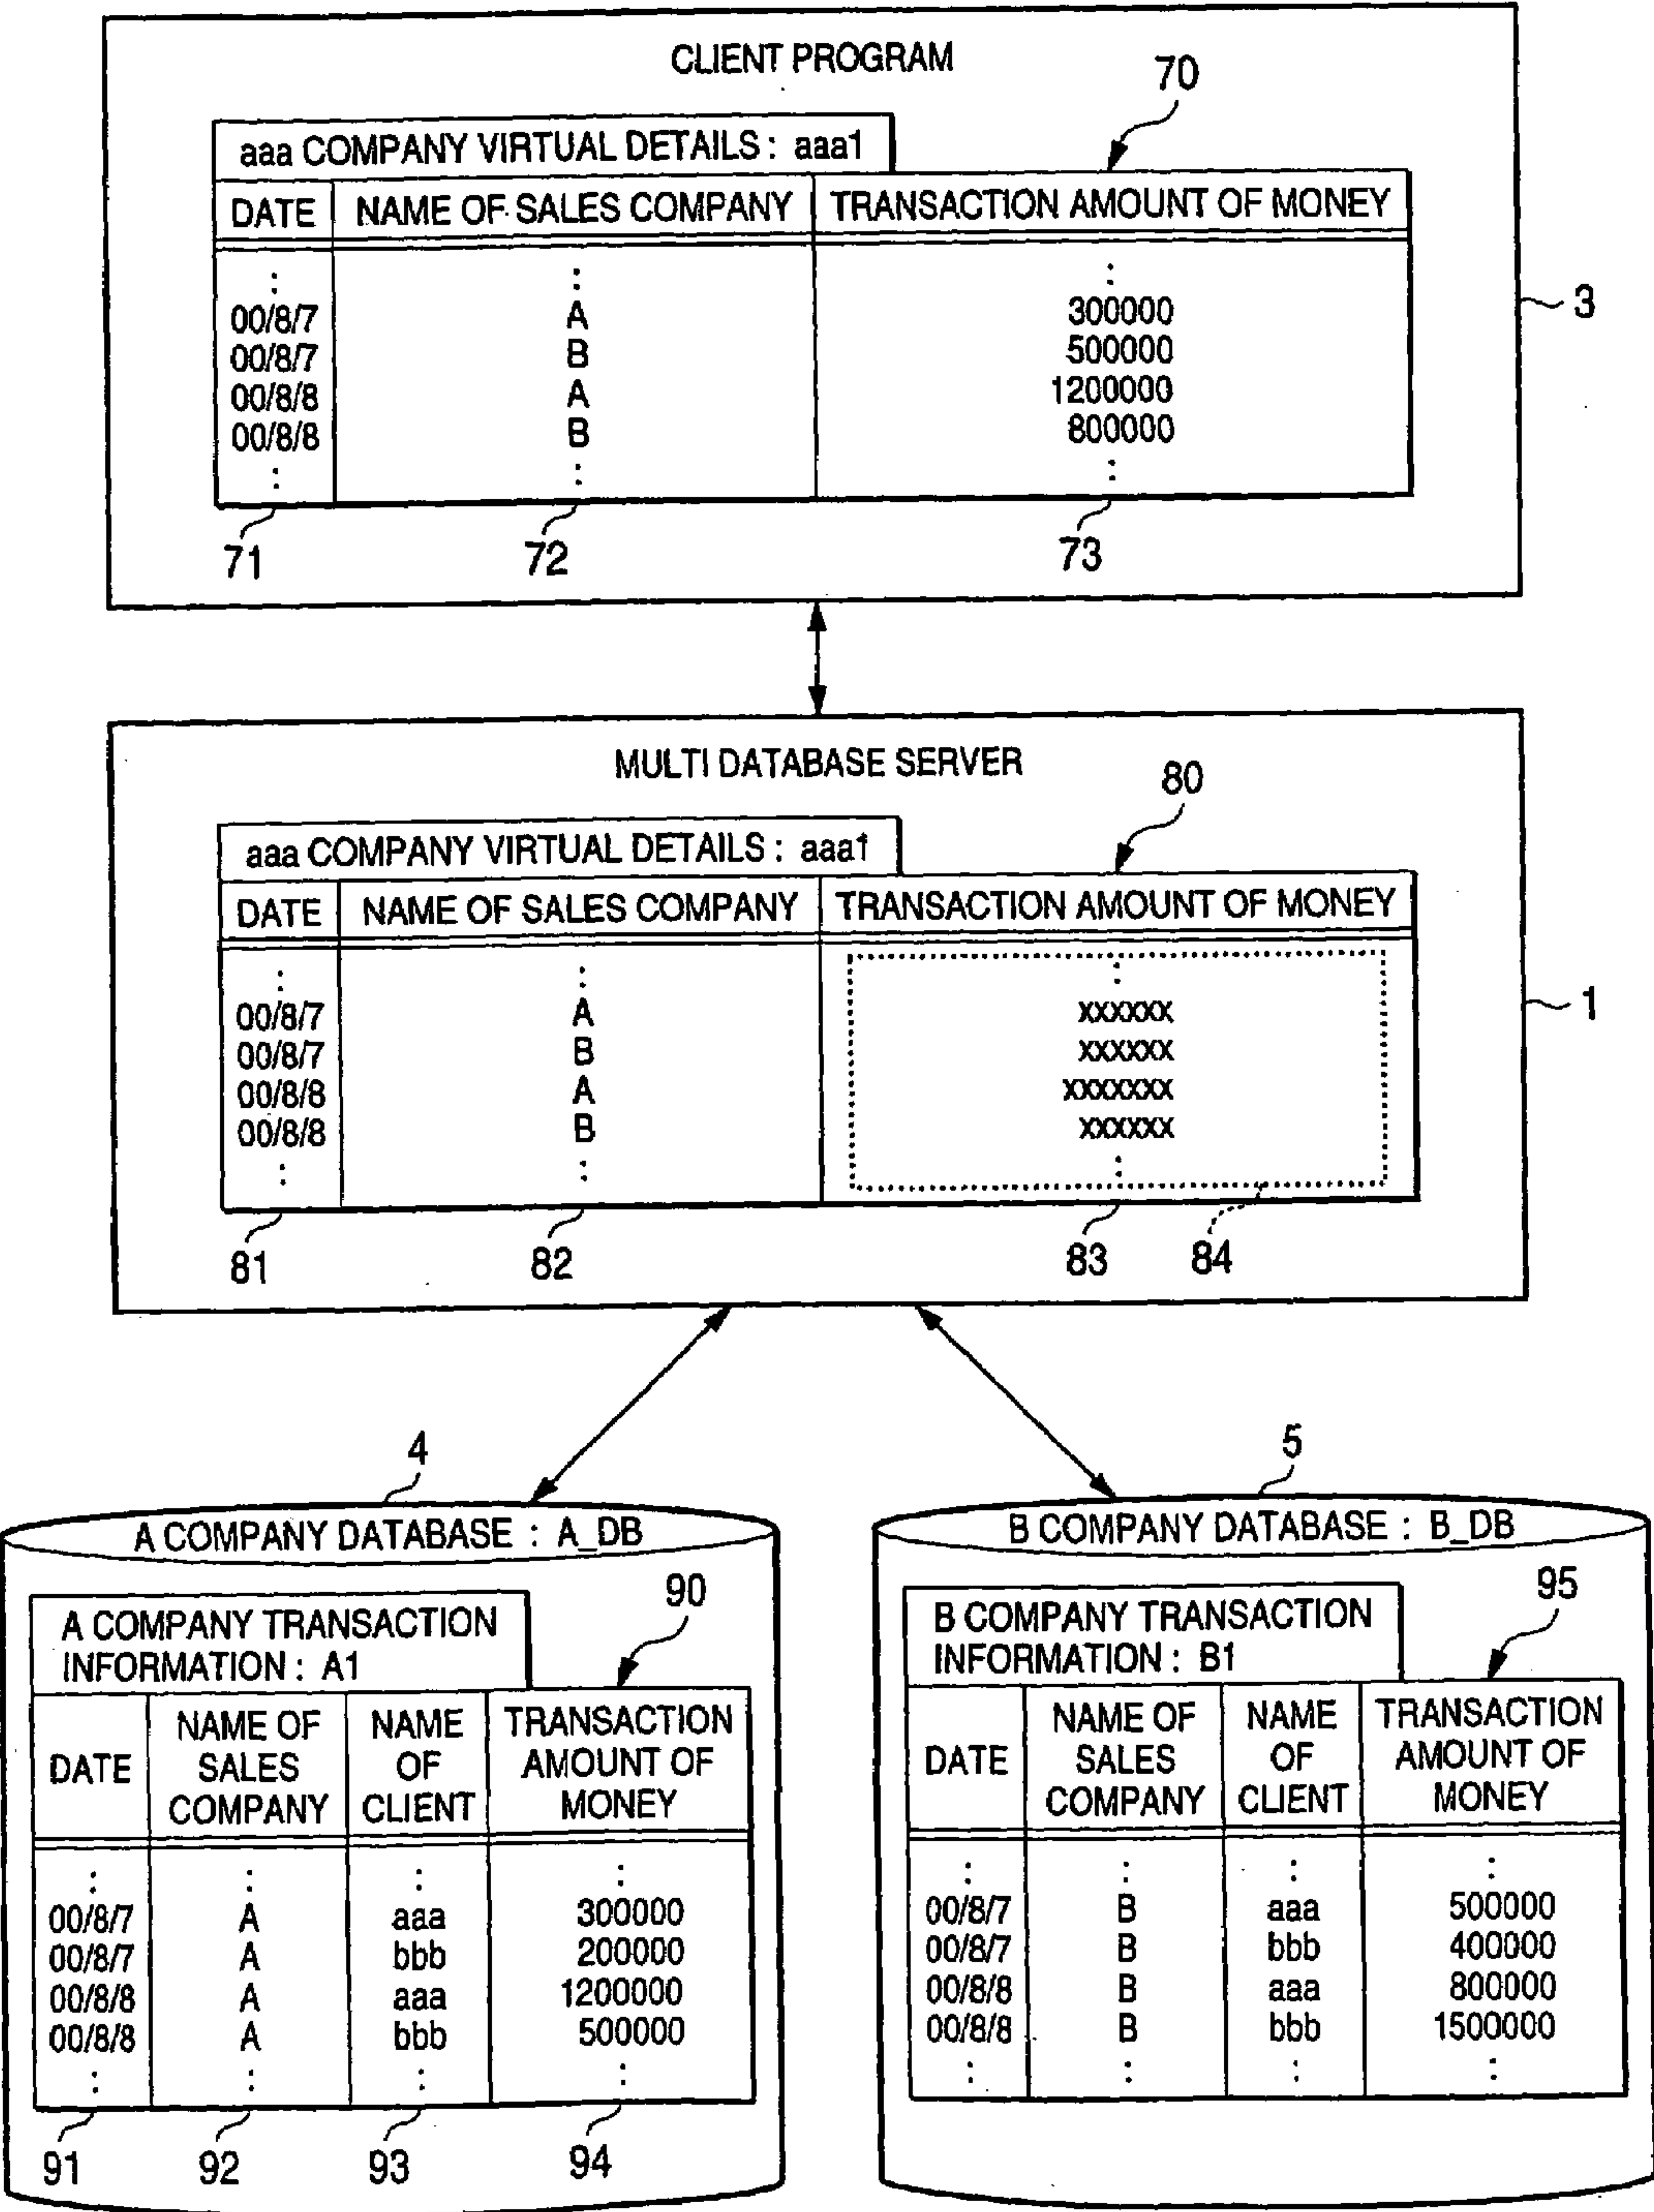 CLIENT PROGRAM
70
aaa COMPANY VIRTUAL DETAILS : aaa1
DATE NAME OF SALES COMPANY TRANSACTION AMOUNT OF MONEY
00/8/7 A 300000
00/8/7 B 500000
00/8/8 A 1200000
00/8/8 B 800000
3
71 72 73
MULTI DATABASE SERVER
80
aaa COMPANY VIRTUAL DETAILS : aaa1
DATE NAME OF SALES COMPANY TRANSACTION AMOUNT OF MONEY
00/8/7 A XXXXXX
00/8/7 B XXXXXX
00/8/8 A XXXXXXX
00/8/8 B XXXXXX
1
81 82 83 84
4
A COMPANY DATABASE : A_DB
90
A COMPANY TRANSACTION
INFORMATION : A1
DATE
NAME OF
SALES
COMPANY
NAME
OF
CLIENT
TRANSACTION
AMOUNT OF
MONEY
00/8/7 A aaa 300000
00/8/7 A bbb 200000
00/8/8 A aaa 1200000
00/8/8 A bbb 500000
91 92 93 94
5
B COMPANY DATABASE : B_DB
95
B COMPANY TRANSACTION
INFORMATION : B1
DATE
NAME OF
SALES
COMPANY
NAME
OF
CLIENT
TRANSACTION
AMOUNT OF
MONEY
00/8/7 B aaa 500000
00/8/7 B bbb 400000
00/8/8 B aaa 800000
00/8/8 B bbb 1500000